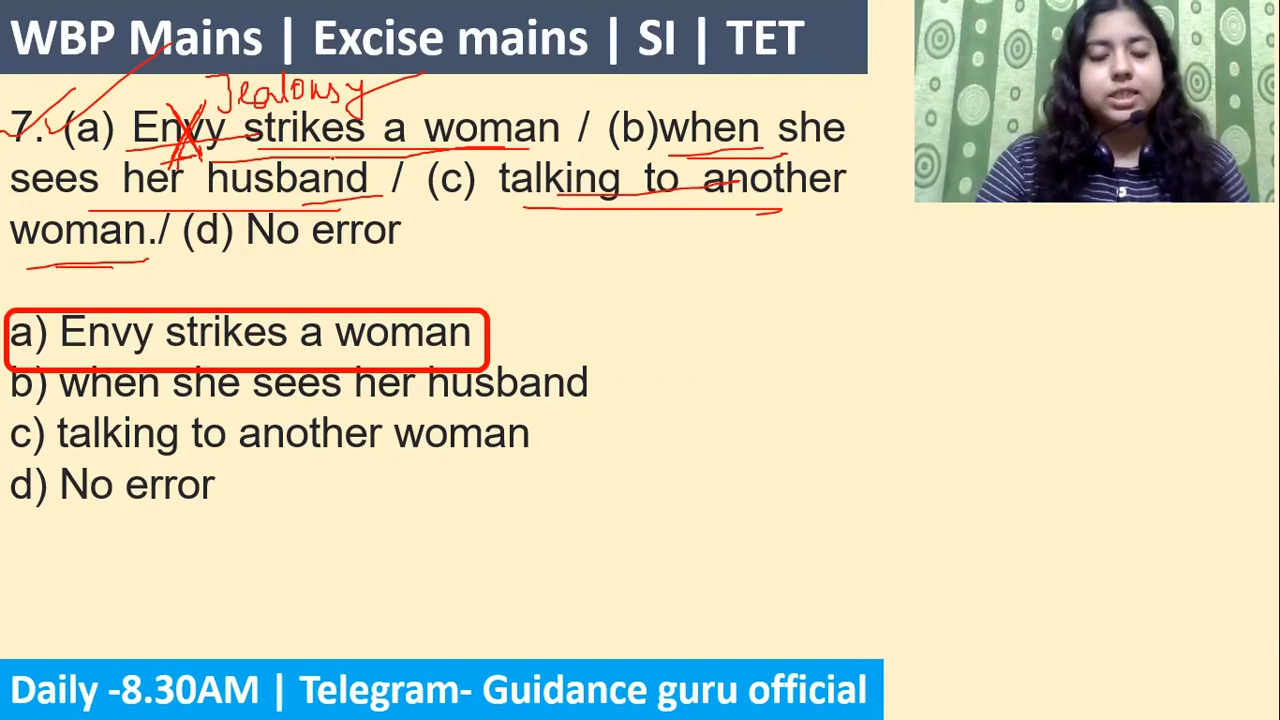 WBP Mains | Excise mains | SI | TET
Jealousy
7. (a) Envy strikes a woman / (b)when she
sees her husband / (c) talking to another
woman./ (d) No error
a) Envy strikes a woman
b) when she sees her husband
c) talking to another woman
d) No error
Daily -8.30AM | Telegram- Guidance guru official